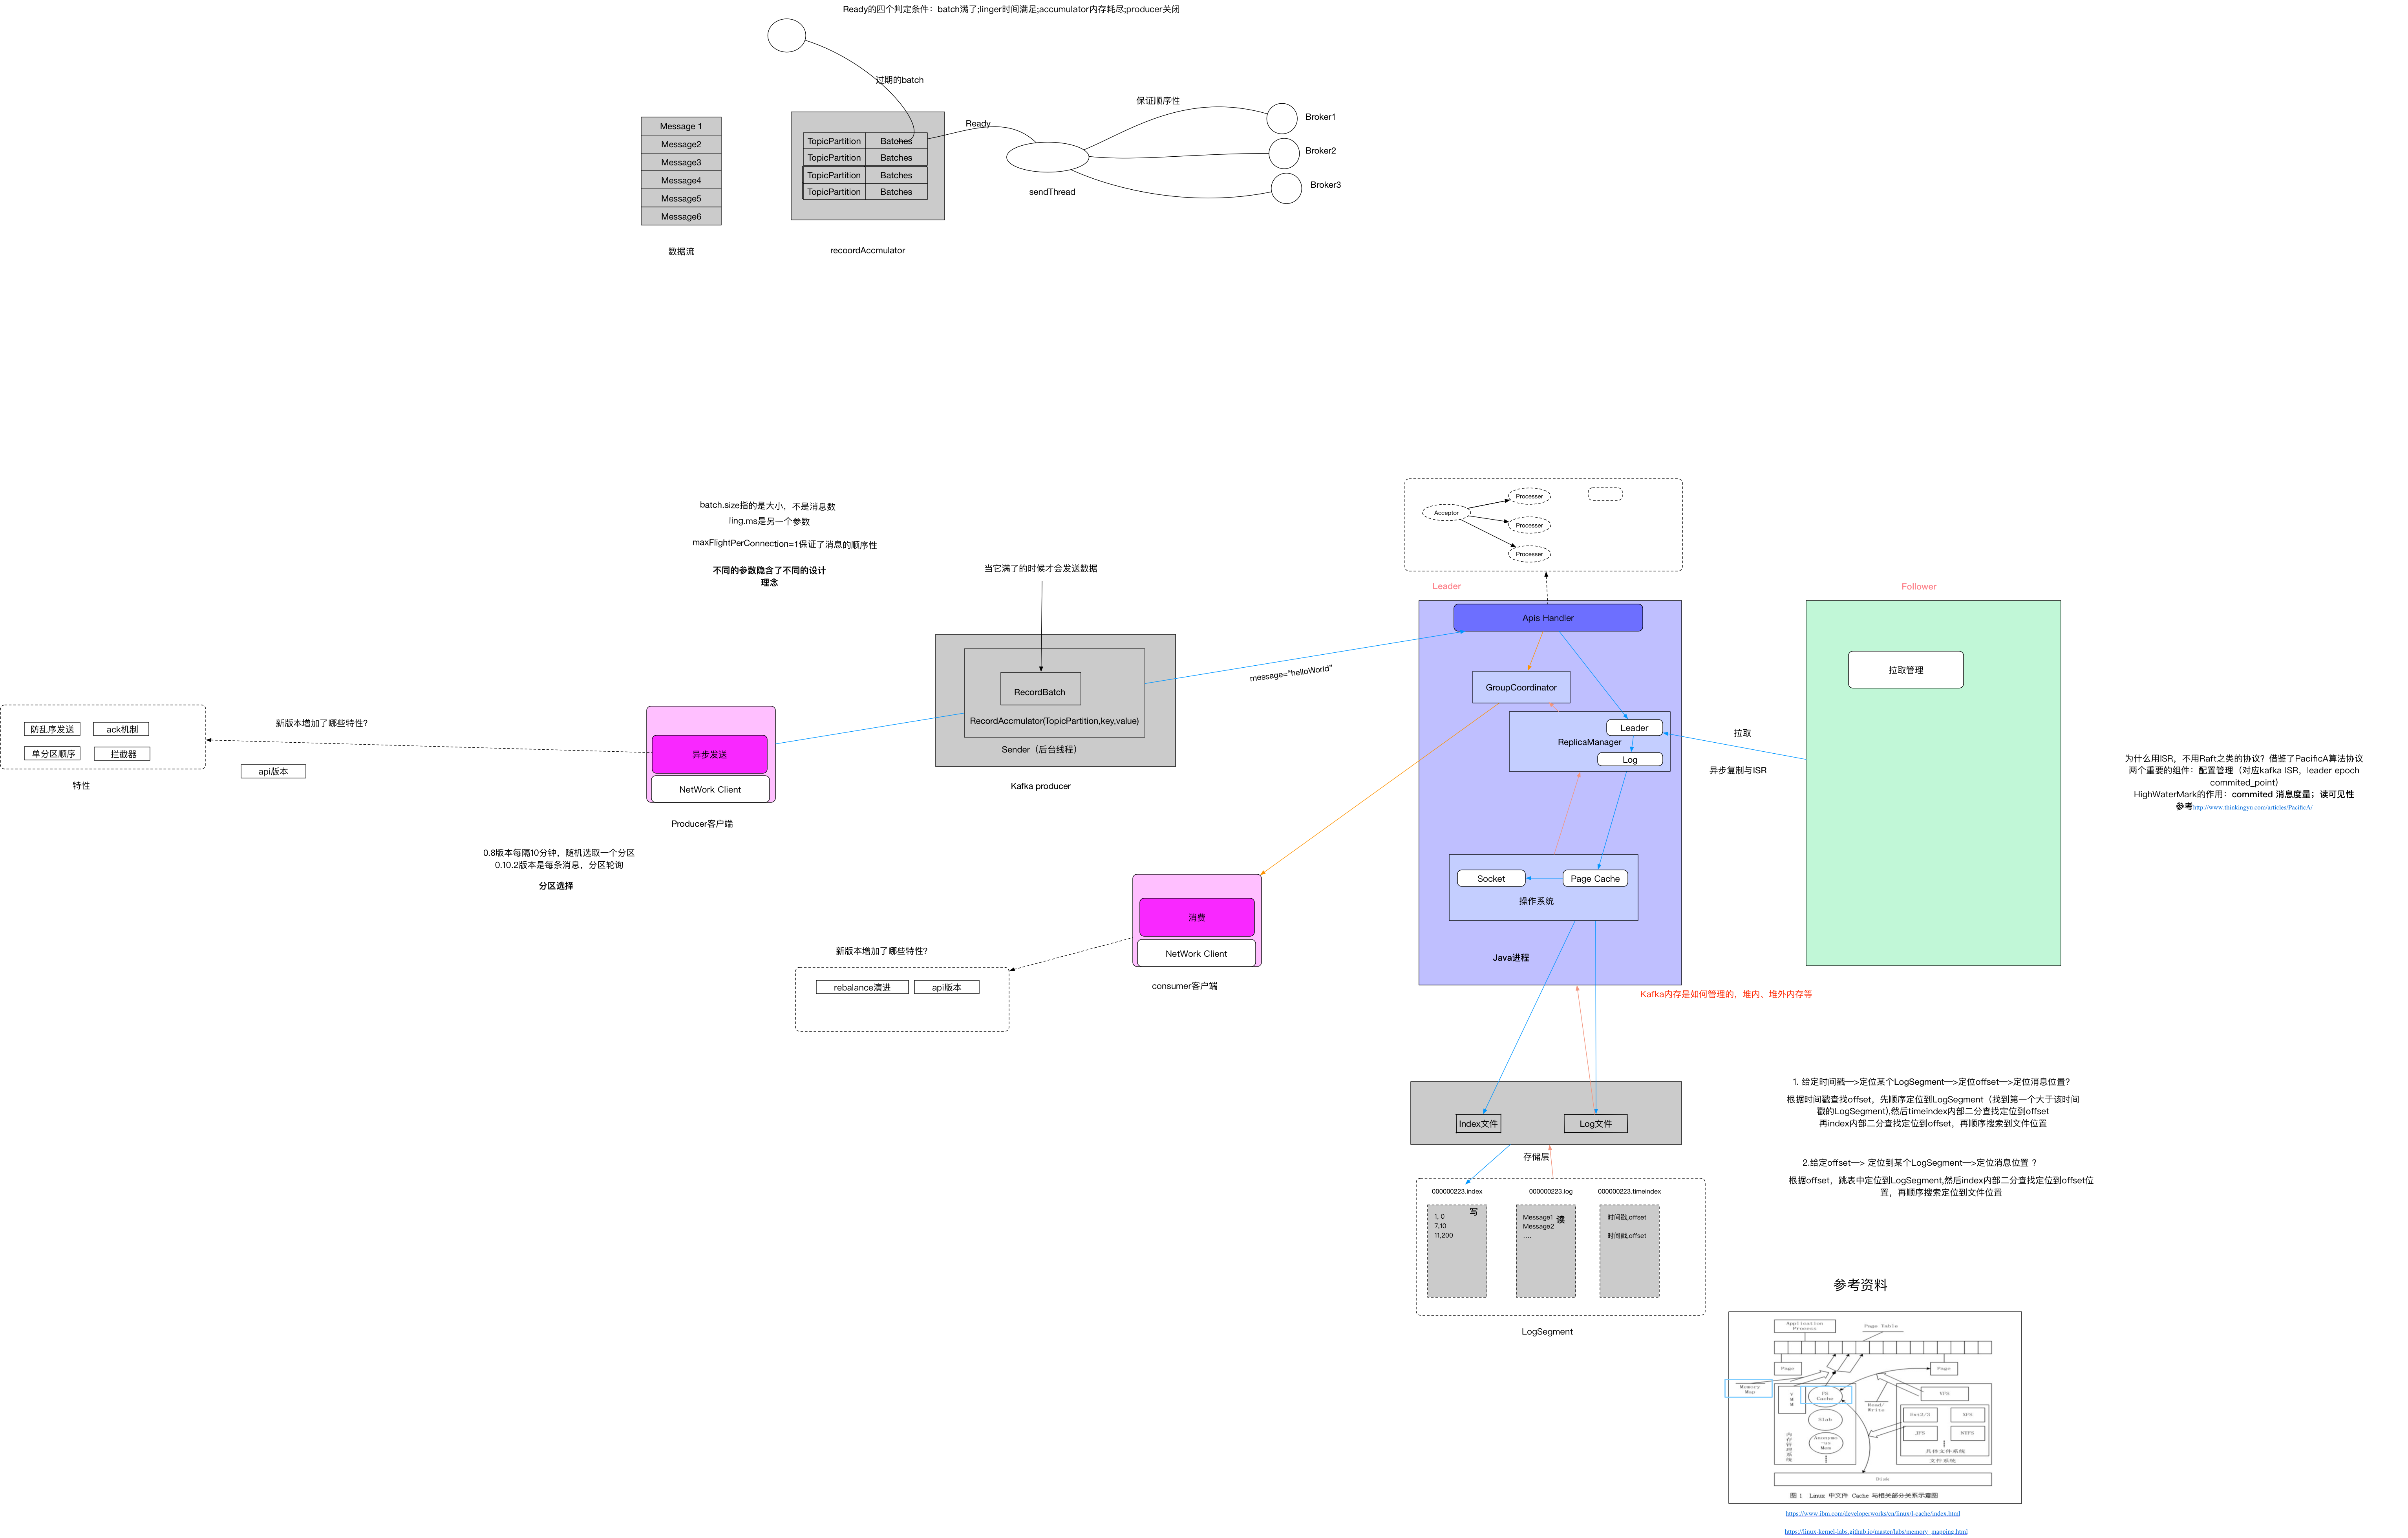 Ready的四个判定条件：batch满了;linger时间满足;accumulator内存耗尽;producer关闭
过期的batch
保证顺序性
Message 1
Message2
Message3
Message4
Message5
Message6
数据流
TopicPartition
Batches
TopicPartition
Batches
TopicPartition
Batches
TopicPartition
Batches
recoordAccmulator
Ready
sendThread
Broker1
Broker2
Broker3
batch.size指的是大小，不是消息数
ling.ms是另一个参数
maxFlightPerConnection=1保证了消息的顺序性
不同的参数隐含了不同的设计
理念
当它满了的时候才会发送数据
RecordBatch
RecordAccmulator(TopicPartition,key,value)
Sender（后台线程）
Kafka producer
message="helloWorld"
防乱序发送
ack机制
单分区顺序
拦截器
特性
新版本增加了哪些特性?
api版本
异步发送
NetWork Client
Producer客户端
0.8版本每隔10分钟，随机选取一个分区
0.10.2版本是每条消息，分区轮询
分区选择
消费
NetWork Client
consumer客户端
新版本增加了哪些特性?
rebalance演进
api版本
Acceptor
Processer
Processer
Processer
Leader
ApIs Handler
GroupCoordinator
Leader
ReplicaManager
Log
Socket
Page Cache
操作系统
Java进程
Kafka内存是如何管理的，堆内、堆外内存等
拉取
异步复制与ISR
Follower
拉取管理
为什么用ISR，不用Raft之类的协议？借鉴了PacificA算法协议
两个重要的组件：配置管理（对应kafka ISR，leader epoch
commited_point）
HighWaterMark的作用：commited 消息度量；读可见性
参考http://www.thinkingyu.com/articles/PacificA/
Index文件
Log文件
存储层
000000223.index
000000223.log
000000223.timeindex
1, 0
7,10
11,200
写
Message1
Message2
....
读
时间戳,offset
时间戳,offset
LogSegment
1. 给定时间戳—>定位某个LogSegment—>定位offset—>定位消息位置？
根据时间戳查找offset，先顺序定位到LogSegment（找到第一个大于该时间
戳的LogSegment),然后timeindex内部二分查找定位到offset
再index内部二分查找定位到offset，再顺序搜索到文件位置
2.给定offset—> 定位到某个LogSegment—>定位消息位置 ？
根据offset，跳表中定位到LogSegment,然后index内部二分查找定位到offset位
置，再顺序搜索定位到文件位置
参考资料
Application
Process
Page Table
Page
Page
Memory
Map
VMM
FS
Cache
Slab
Read/
Write
VFS
Ext2/3
NFS
JFS
NTFS
内存管理系统
具体文件系统
文件系统
Disk
图 1 Linux 中文件 Cache 与相关部分关系示意图
https://www.ibm.com/developerworks/cn/linux/l-cache/index.html
https://linux-kernel-labs.github.io/master/labs/memory_mapping.html